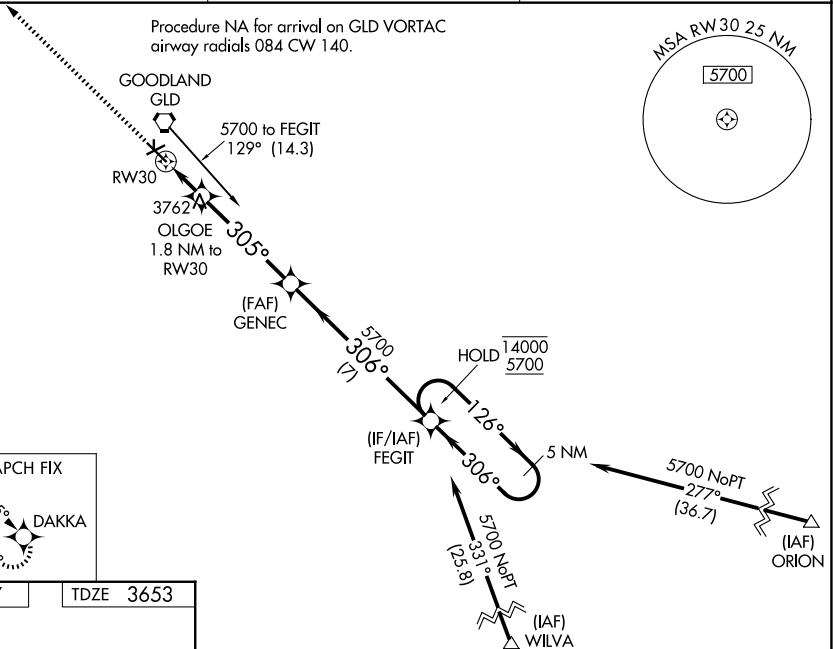 Procedure NA for arrival on GLD VORTAC
airway radials 084 CW 140.
MSA RW30 25 NM
5700
GOODLAND
GLD
5700 to FEGIT
129° (14.3)
RW30
3762
OLGOE
1.8 NM to
RW30
305°
(FAF)
GENEC
5700
306°
(7)
HOLD
14000
5700
126°
(IF/IAF)
FEGIT
306°
5 NM
5700 NoPT
277°
(36.7)
(IAF)
ORION
5700 NoPT
331°
(25.8)
(IAF)
WILVA
APCH FIX
DAKKA
TDZE 3653